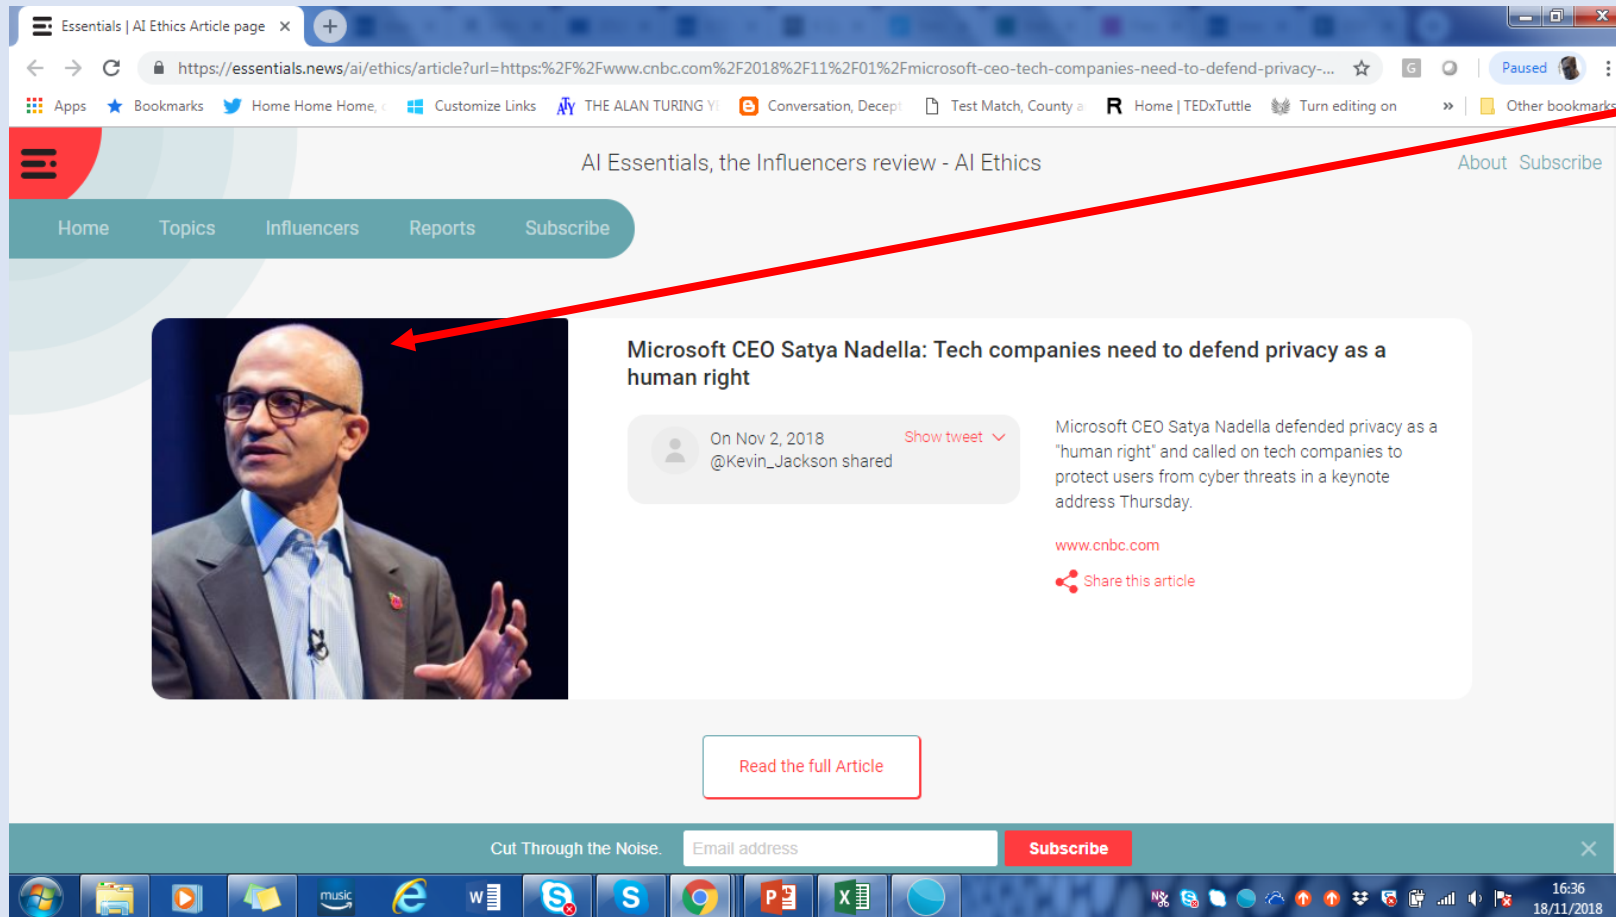 Essentials | AI Ethics Article page
https://essentials.news/ai/ethics/article?url=https:%2F%2Fwww.cnbc.com%2F2018%2F11%2F01%2Fmicrosoft-ceo-tech-companies-need-to-defend-privacy-...
G
Paused
Apps
Bookmarks
Home Home Home,
Customize Links
ATY THE ALAN TURING
Conversation, Decept
Test Match, County a
R Home | TEDxTuttle
Turn editing on
»
Other bookmarks
AI Essentials, the Influencers review - AI Ethics
About Subscribe
Home Topics Influencers Reports Subscribe
Microsoft CEO Satya Nadella: Tech companies need to defend privacy as a
human right
On Nov 2, 2018
@Kevin_Jackson shared
Show tweet
Microsoft CEO Satya Nadella defended privacy as a
"human right" and called on tech companies to
protect users from cyber threats in a keynote
address Thursday.
www.cnbc.com
Share this article
Read the full Article
Cut Through the Noise. Email address Subscribe
music
16:36
18/11/2018